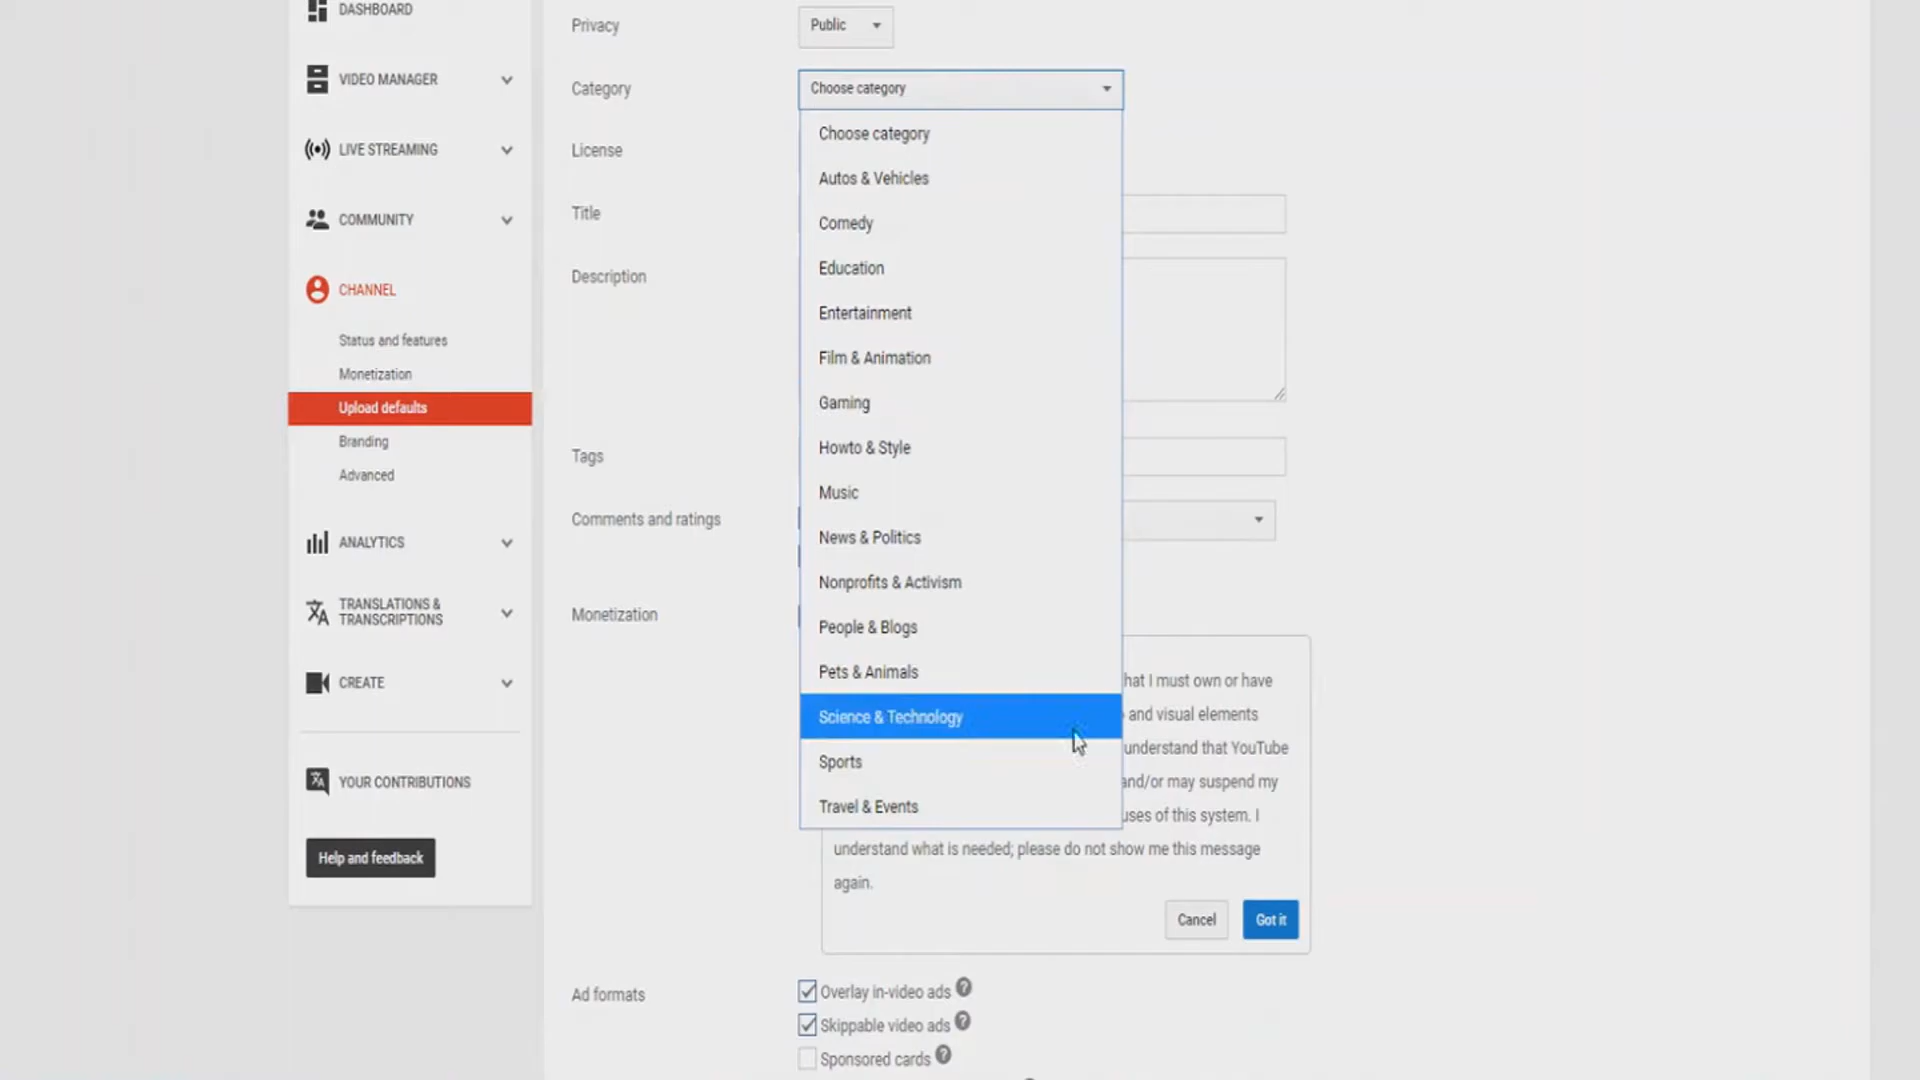 DASHBOARD
VIDEO MANAGER
LIVE STREAMING
COMMUNITY
CHANNEL
Status and features
Monetization
Upload defaults
Branding
Advanced
ANALYTICS
TRANSLATIONS &
TRANSCRIPTIONS
CREATE
YOUR CONTRIBUTIONS
Help and feedback
Privacy
Public
Category
Choose category
License
Title
Description
Tags
Comments and ratings
Monetization
Choose category
Autos & Vehicles
Comedy
Education
Entertainment
Film & Animation
Gaming
Howto & Style
Music
News & Politics
Nonprofits & Activism
People & Blogs
Pets & Animals
Science & Technology
Sports
Travel & Events
hat I must own or have
and visual elements
understand that YouTube
and/or may suspend my
uses of this system. I
understand what is needed; please do not show me this message
again.
Cancel
Got it
Ad formats
Overlay in-video ads ?
Skippable video ads ?
Sponsored cards ?